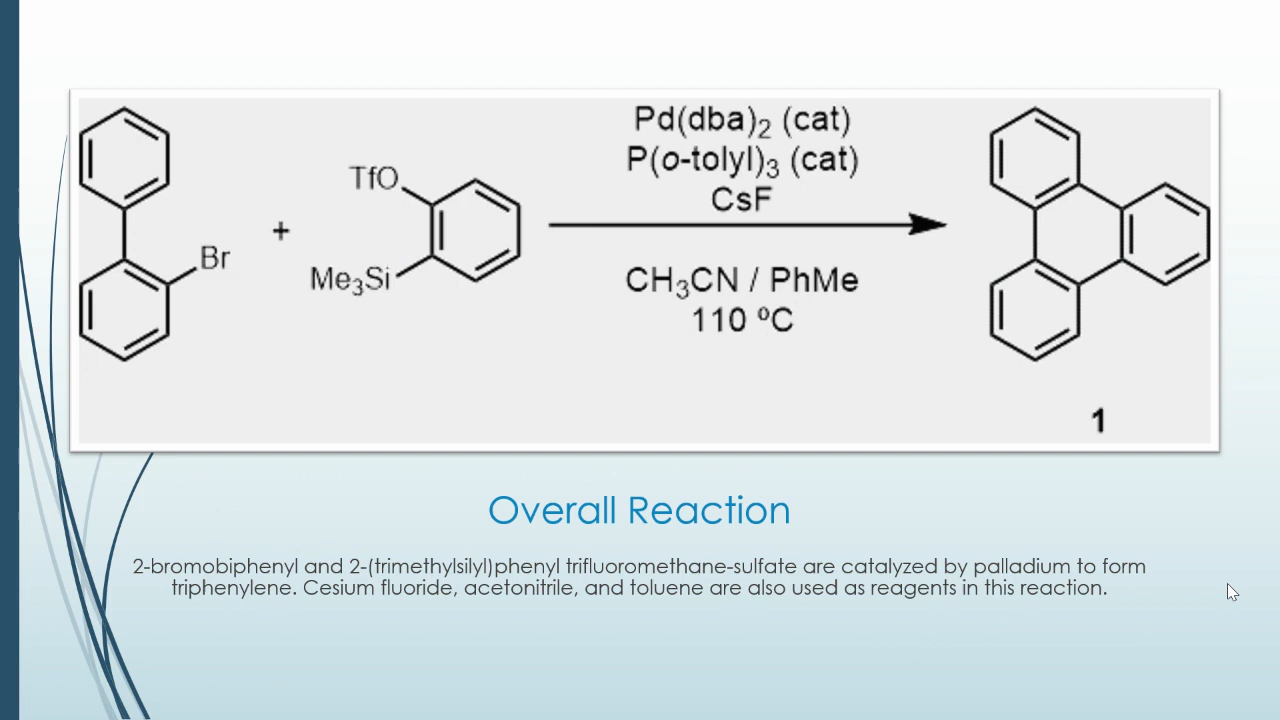 Pd(dba)₂ (cat)
P(o-tolyl)₃ (cat)
CsF
TfO
+
Br
Me₃Si
CH₃CN / PhMe
110 ºC
1
Overall Reaction
2-bromobiphenyl and 2-(trimethylsilyl)phenyl trifluoromethane-sulfate are catalyzed by palladium to form
triphenylene. Cesium fluoride, acetonitrile, and toluene are also used as reagents in this reaction.